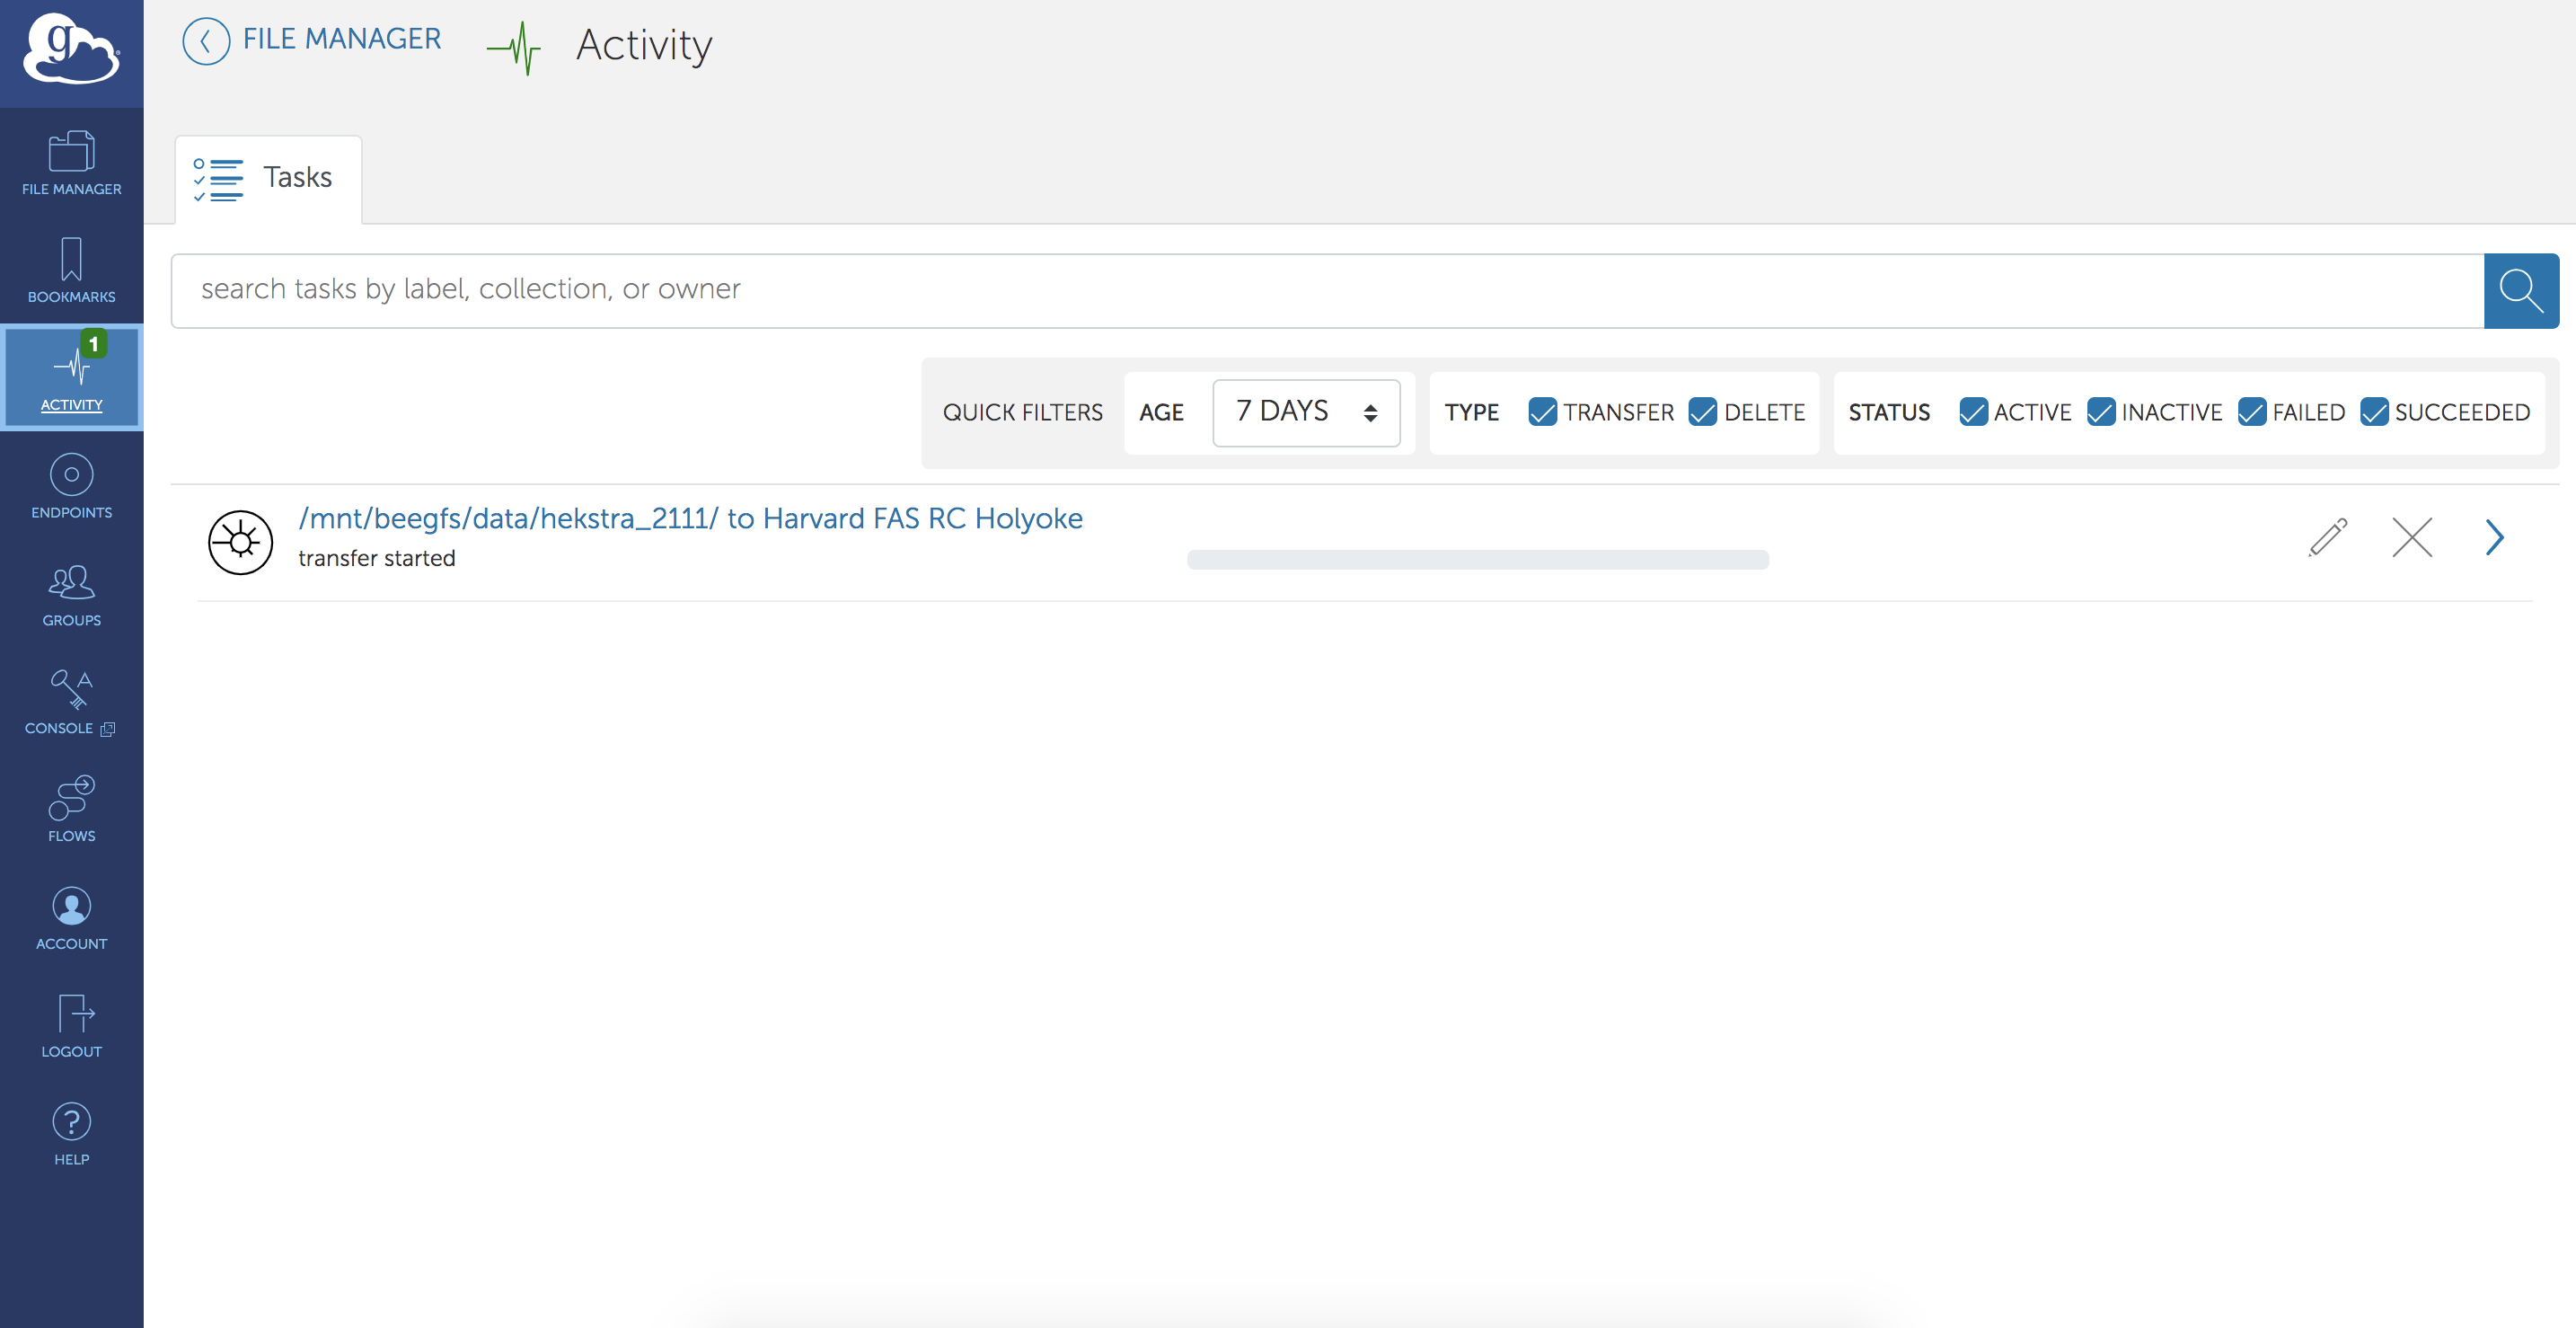 g
FILE MANAGER
Activity
FILE MANAGER
BOOKMARKS
1
ACTIVITY
ENDPOINTS
GROUPS
CONSOLE
FLOWS
ACCOUNT
LOGOUT
?
HELP
Tasks
search tasks by label, collection, or owner
QUICK FILTERS AGE 7 DAYS TYPE TRANSFER DELETE STATUS ACTIVE INACTIVE FAILED SUCCEEDED
/mnt/beegfs/data/hekstra_2111/ to Harvard FAS RC Holyoke
transfer started